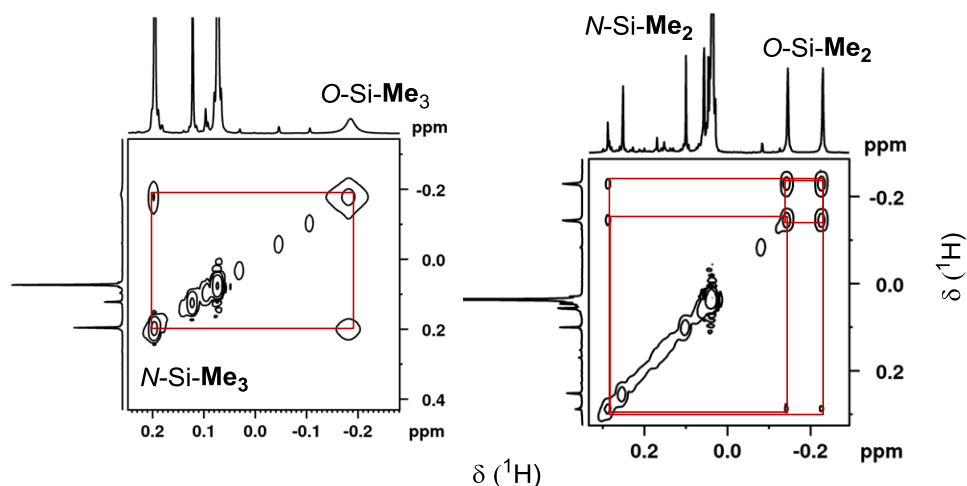 N-Si-Me2
O-Si-Me2
O-Si-Me3
ppm
ppm
-0.2
0.0
0.2
0.4
-0.2
0.0
0.2
δ (1H)
N-Si-Me3
0.2 0.1 0.0 -0.1 -0.2 ppm
0.2 0.0 -0.2 ppm
δ (1H)